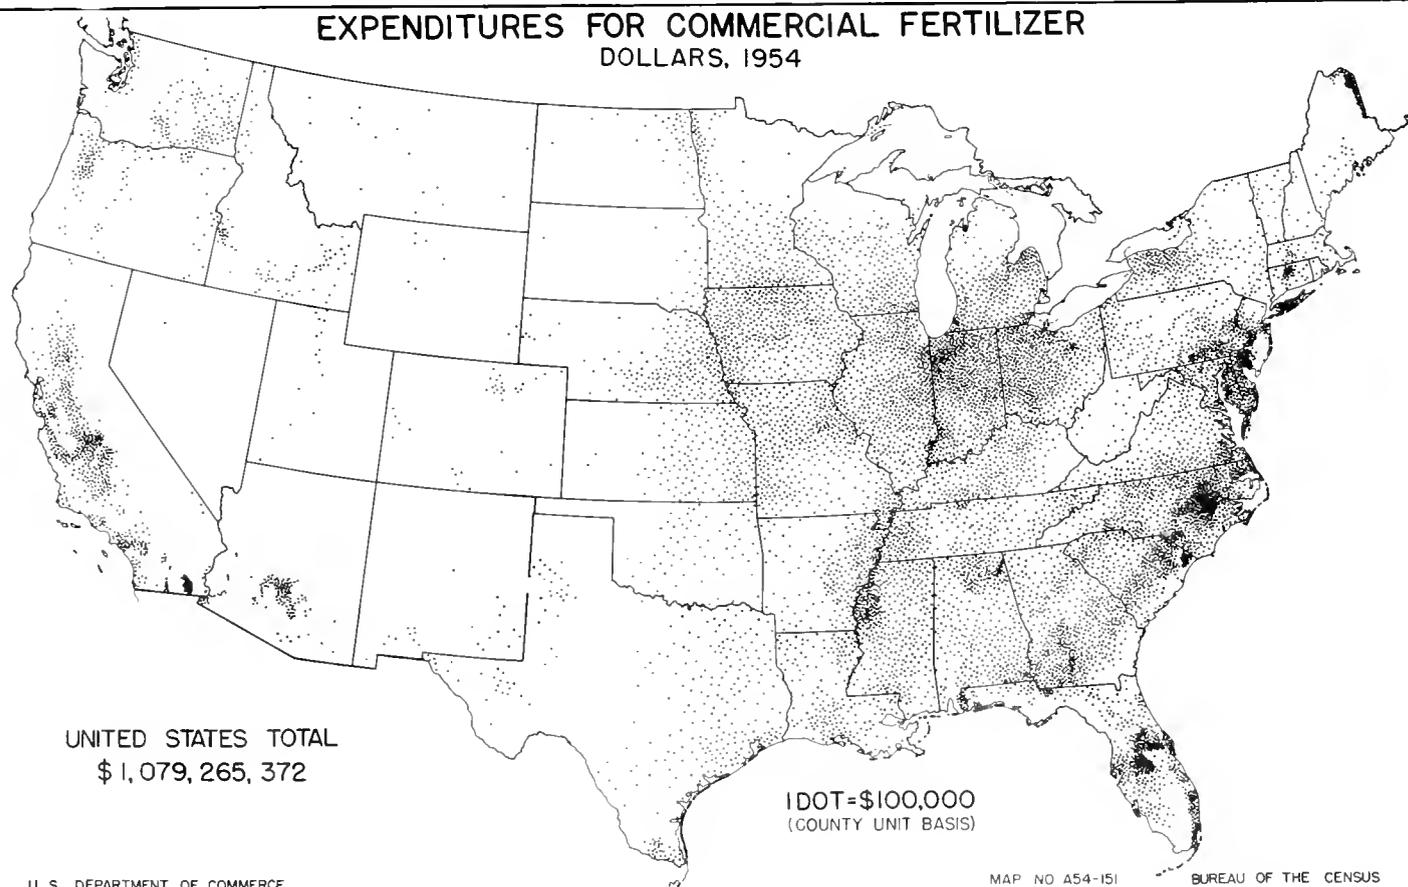 EXPENDITURES FOR COMMERCIAL FERTILIZER
DOLLARS, 1954
UNITED STATES TOTAL
$1,079,265,372
1 DOT=$100,000
(COUNTY UNIT BASIS)
U. S. DEPARTMENT OF COMMERCE
MAP NO A54-151
BUREAU OF THE CENSUS